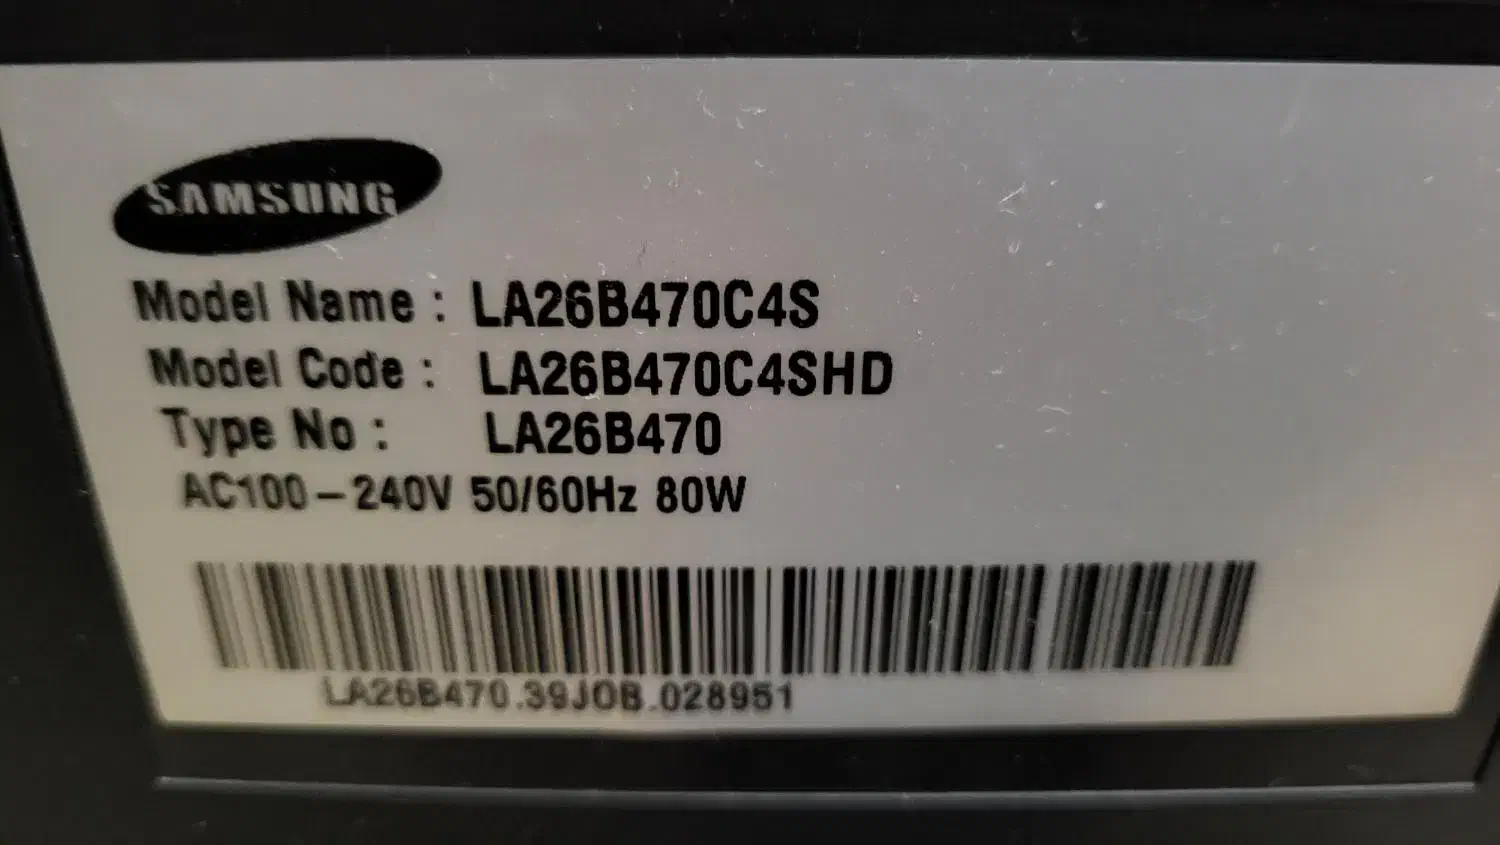 SAMSUNG
Model Name : LA26B470C4S
Model Code : LA26B470C4SHD
Type No : LA26B470
AC100-240V 50/60Hz 80W
LA26B470.39JOB.028951